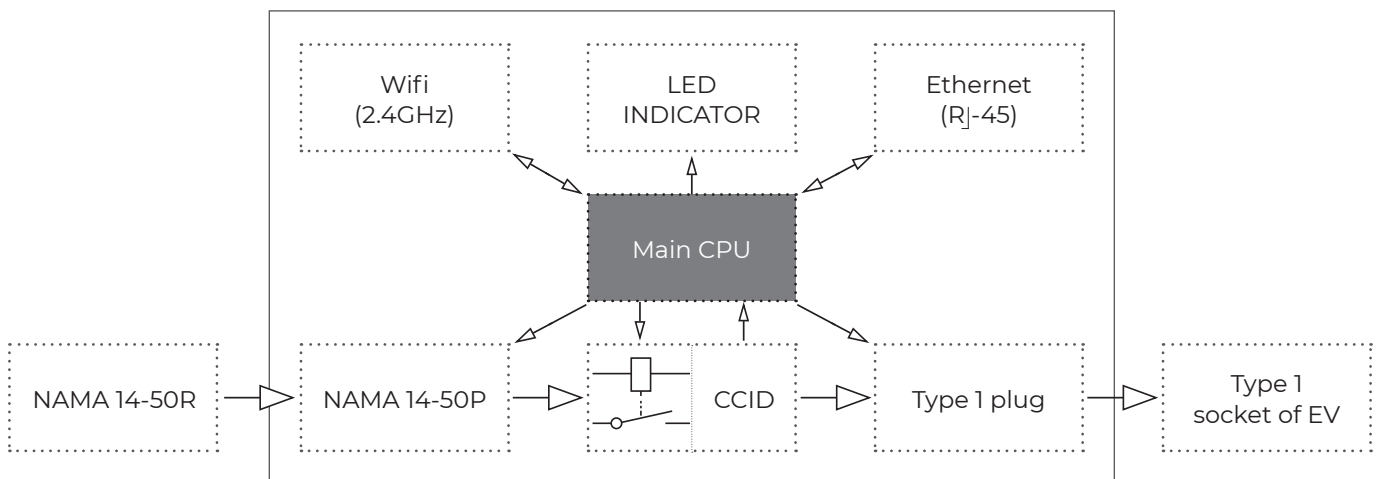 Wifi
(2.4GHz)
LED
INDICATOR
Ethernet
(RJ-45)
Main CPU
NAMA 14-50R
NAMA 14-50P
CCID
Type 1 plug
Type 1
socket of EV